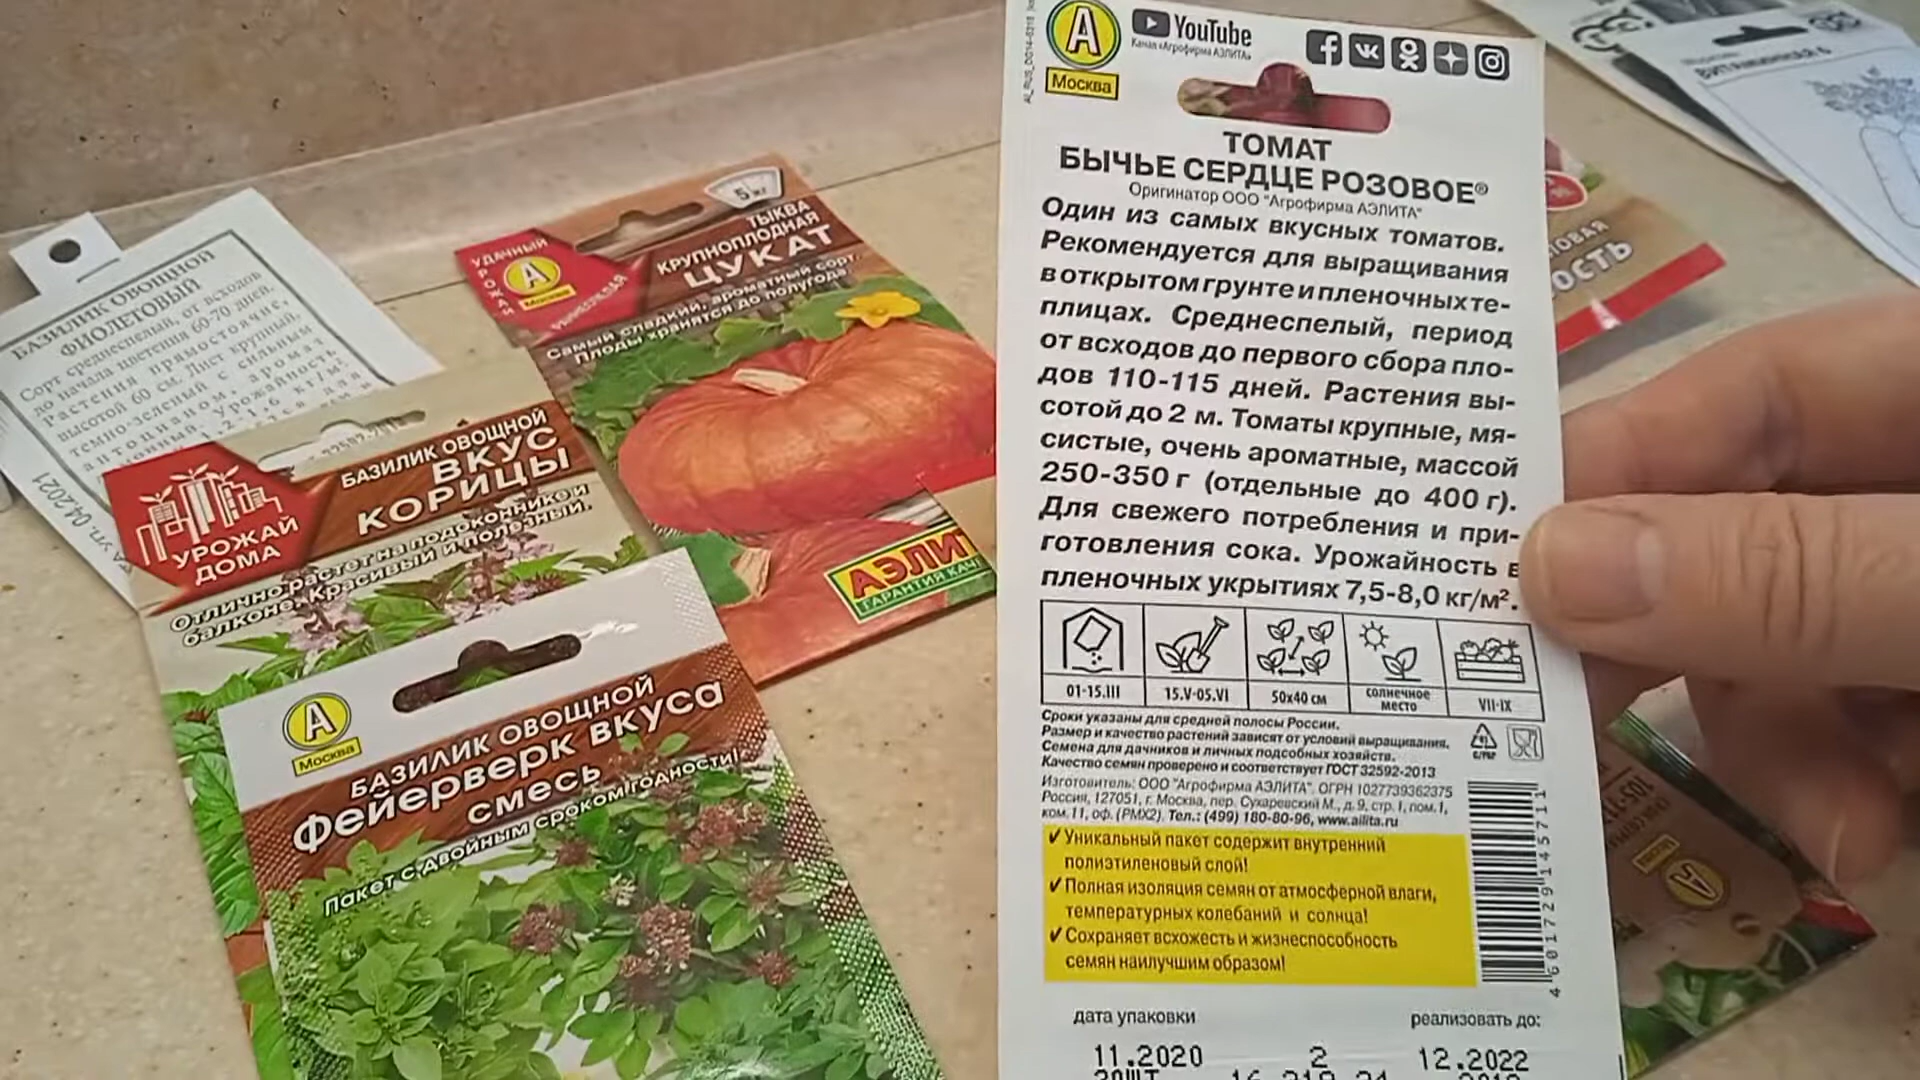 YouTube
Канал «Агрофирма АЭЛИТА»
Москва
ТОМАТ
БЫЧЬЕ СЕРДЦЕ РОЗОВОЕ®
Оригинатор ООО "Агрофирма АЭЛИТА"
Один из самых вкусных томатов.
Рекомендуется для выращивания
в открытом грунте и пленочных те-
плицах. Среднеспелый, период
от всходов до первого сбора пло-
дов 110-115 дней. Растения вы-
сотой до 2 м. Томаты крупные, мя-
систые, очень ароматные, массой
250-350 г (отдельные до 400 г).
Для свежего потребления и при-
готовления сока. Урожайность в
пленочных укрытиях 7,5-8,0 кг/м².
01-15.III
15.V-05.VI
50x40 см
солнечное
место
VII-IX
Сроки указаны для средней полосы России.
Размер и качество растений зависят от условий выращивания.
Семена для дачников и личных подсобных хозяйств.
Качество семян проверено и соответствует ГОСТ 32592-2013
Изготовитель: ООО "Агрофирма АЭЛИТА". ОГРН 1027739362375
Россия, 127051, г. Москва, пер. Сухаревский М., д. 9, стр. 1, пом. 1,
ком. 11, оф. (РМХ2). Тел.: (499) 180-80-96, www.ailita.ru
✔ Уникальный пакет содержит внутренний
полиэтиленовый слой!
✔ Полная изоляция семян от атмосферной влаги,
температурных колебаний и солнца!
✔ Сохраняет всхожесть и жизнеспособность
семян наилучшим образом!
4601729145711
дата упаковки
реализовать до:
11.2020 2 12.2022
БАЗИЛИК ОВОЩНОЙ
ФИОЛЕТОВЫЙ
Сорт среднеспелый, от всходов
до начала цветения 60-70 дней.
Растения прямостоячие,
высотой 60 см. Лист крупный,
темно-зеленый с сильным
антоцианом, аромат
Урожайность
уп. 04.2021
УДАЧНЫЙ
УРОЖАЙ
Москва
5 кг
ТЫКВА
КРУПНОПЛОДНАЯ
ЦУКАТ
Самый сладкий, ароматный сорт.
Плоды хранятся до полугода.
АЭЛИТ
ГАРАНТИЯ КАЧ
УРОЖАЙ
ДОМА
БАЗИЛИК ОВОЩНОЙ
ВКУС
КОРИЦЫ
Отлично растет на подоконнике и
балконе. Красивый и полезный.
Москва
БАЗИЛИК ОВОЩНОЙ
Фейерверк вкуса
смесь
Пакет с двойным сроком годности!
ВИТАМИННАЯ 6
ОВАЯ
ОСТЬ